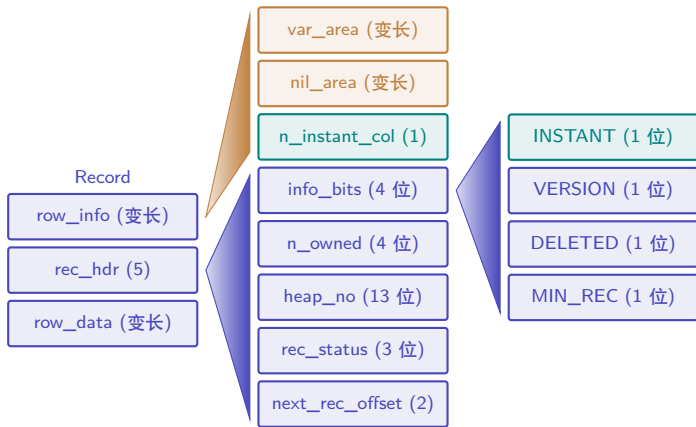 Record
row_info (变长)
rec_hdr (5)
row_data (变长)
var_area (变长)
nil_area (变长)
n_instant_col (1)
info_bits (4 位)
n_owned (4 位)
heap_no (13 位)
rec_status (3 位)
next_rec_offset (2)
INSTANT (1 位)
VERSION (1 位)
DELETED (1 位)
MIN_REC (1 位)